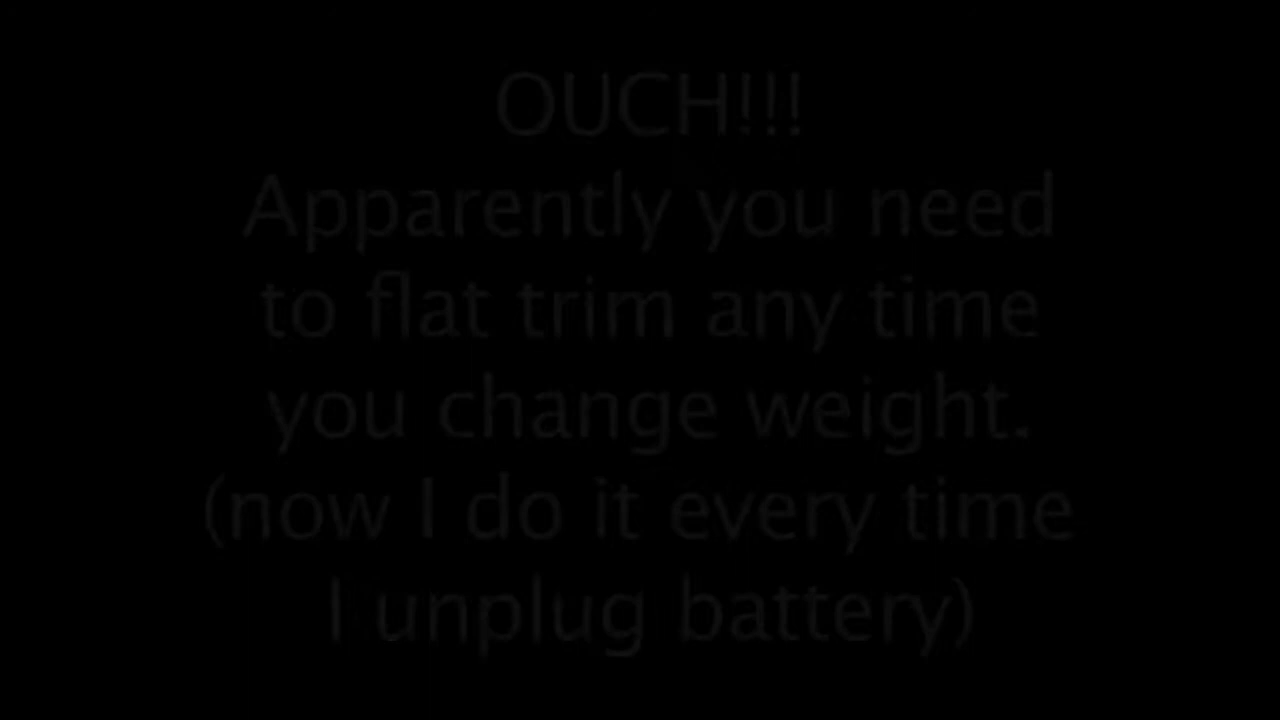 OUCH!!!
Apparently you need
to flat trim any time
you change weight.
(now I do it every time
I unplug battery)